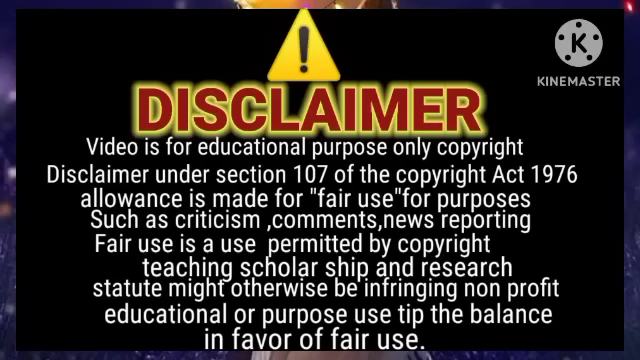 KINEMASTER
DISCLAIMER
Video is for educational purpose only copyright
Disclaimer under section 107 of the copyright Act 1976
allowance is made for "fair use"for purposes
Such as criticism ,comments,news reporting
Fair use is a use permitted by copyright
teaching scholar ship and research
statute might otherwise be infringing non profit
educational or purpose use tip the balance
in favor of fair use.